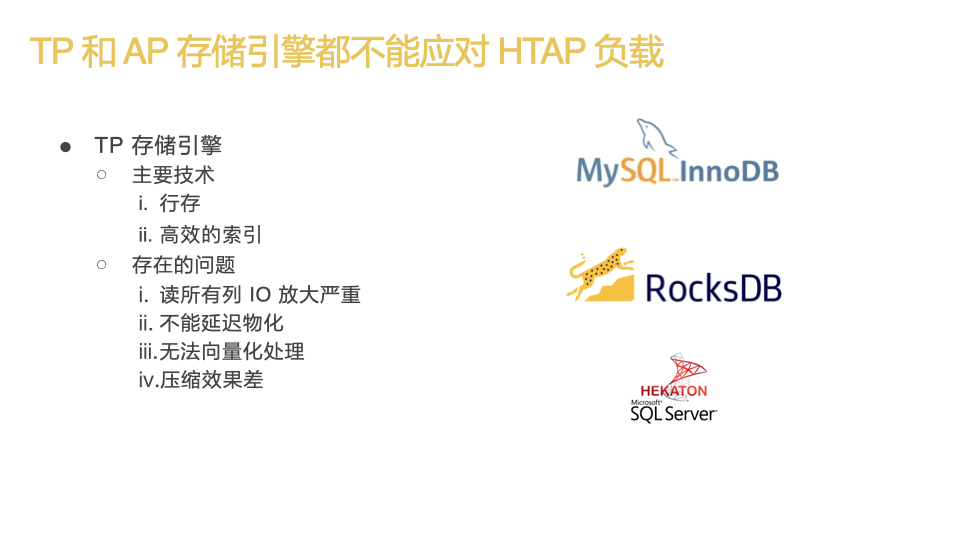 TP 和 AP 存储引擎都不能应对 HTAP 负载
● TP 存储引擎
○ 主要技术
i. 行存
ii. 高效的索引
○ 存在的问题
i. 读所有列 IO 放大严重
ii. 不能延迟物化
iii.无法向量化处理
iv.压缩效果差
MySQL™InnoDB
RocksDB
HEKATON
Microsoft®
SQL Server